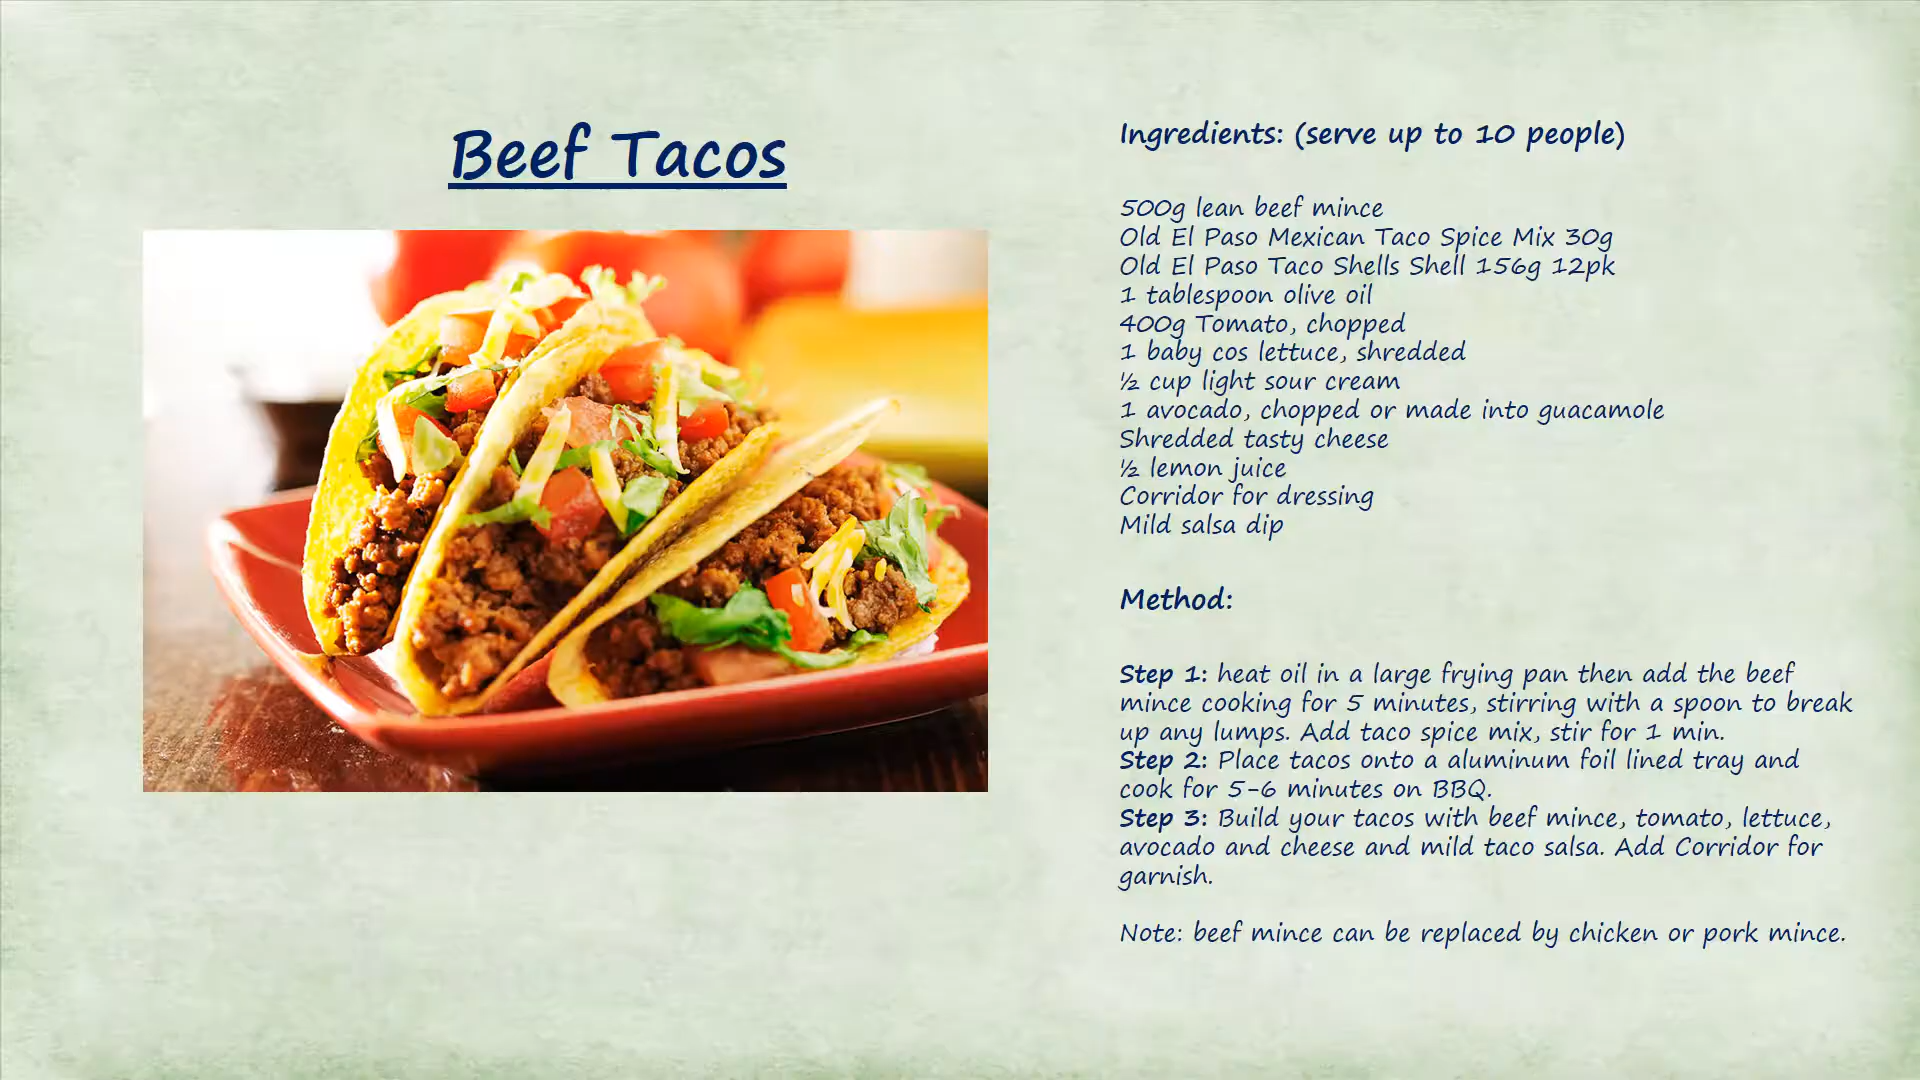 Beef Tacos
Ingredients: (serve up to 10 people)
500g lean beef mince
Old El Paso Mexican Taco Spice Mix 30g
Old El Paso Taco Shells Shell 156g 12pk
1 tablespoon olive oil
400g Tomato, chopped
1 baby cos lettuce, shredded
½ cup light sour cream
1 avocado, chopped or made into guacamole
Shredded tasty cheese
½ lemon juice
Corridor for dressing
Mild salsa dip
Method:
Step 1: heat oil in a large frying pan then add the beef
mince cooking for 5 minutes, stirring with a spoon to break
up any lumps. Add taco spice mix, stir for 1 min.
Step 2: Place tacos onto a aluminum foil lined tray and
cook for 5-6 minutes on BBQ.
Step 3: Build your tacos with beef mince, tomato, lettuce,
avocado and cheese and mild taco salsa. Add Corridor for
garnish.
Note: beef mince can be replaced by chicken or pork mince.